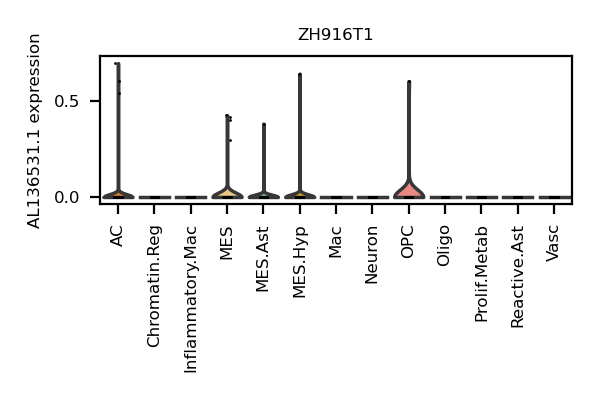 ZH916T1
AL136531.1 expression
0.5
0.0
AC
Chromatin.Reg
Inflammatory.Mac
MES
MES.Ast
MES.Hyp
Mac
Neuron
OPC
Oligo
Prolif.Metab
Reactive.Ast
Vasc